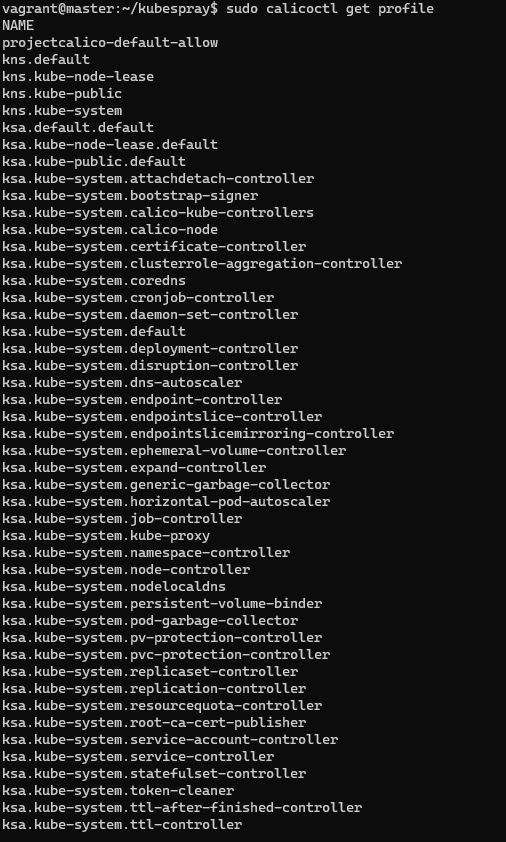 vagrant@master:~/kubespray$ sudo calicoctl get profile
NAME
projectcalico-default-allow
kns.default
kns.kube-node-lease
kns.kube-public
kns.kube-system
ksa.default.default
ksa.kube-node-lease.default
ksa.kube-public.default
ksa.kube-system.attachdetach-controller
ksa.kube-system.bootstrap-signer
ksa.kube-system.calico-kube-controllers
ksa.kube-system.calico-node
ksa.kube-system.certificate-controller
ksa.kube-system.clusterrole-aggregation-controller
ksa.kube-system.coredns
ksa.kube-system.cronjob-controller
ksa.kube-system.daemon-set-controller
ksa.kube-system.default
ksa.kube-system.deployment-controller
ksa.kube-system.disruption-controller
ksa.kube-system.dns-autoscaler
ksa.kube-system.endpoint-controller
ksa.kube-system.endpointslice-controller
ksa.kube-system.endpointslicemirroring-controller
ksa.kube-system.ephemeral-volume-controller
ksa.kube-system.expand-controller
ksa.kube-system.generic-garbage-collector
ksa.kube-system.horizontal-pod-autoscaler
ksa.kube-system.job-controller
ksa.kube-system.kube-proxy
ksa.kube-system.namespace-controller
ksa.kube-system.node-controller
ksa.kube-system.nodelocaldns
ksa.kube-system.persistent-volume-binder
ksa.kube-system.pod-garbage-collector
ksa.kube-system.pv-protection-controller
ksa.kube-system.pvc-protection-controller
ksa.kube-system.replicaset-controller
ksa.kube-system.replication-controller
ksa.kube-system.resourcequota-controller
ksa.kube-system.root-ca-cert-publisher
ksa.kube-system.service-account-controller
ksa.kube-system.service-controller
ksa.kube-system.statefulset-controller
ksa.kube-system.token-cleaner
ksa.kube-system.ttl-after-finished-controller
ksa.kube-system.ttl-controller